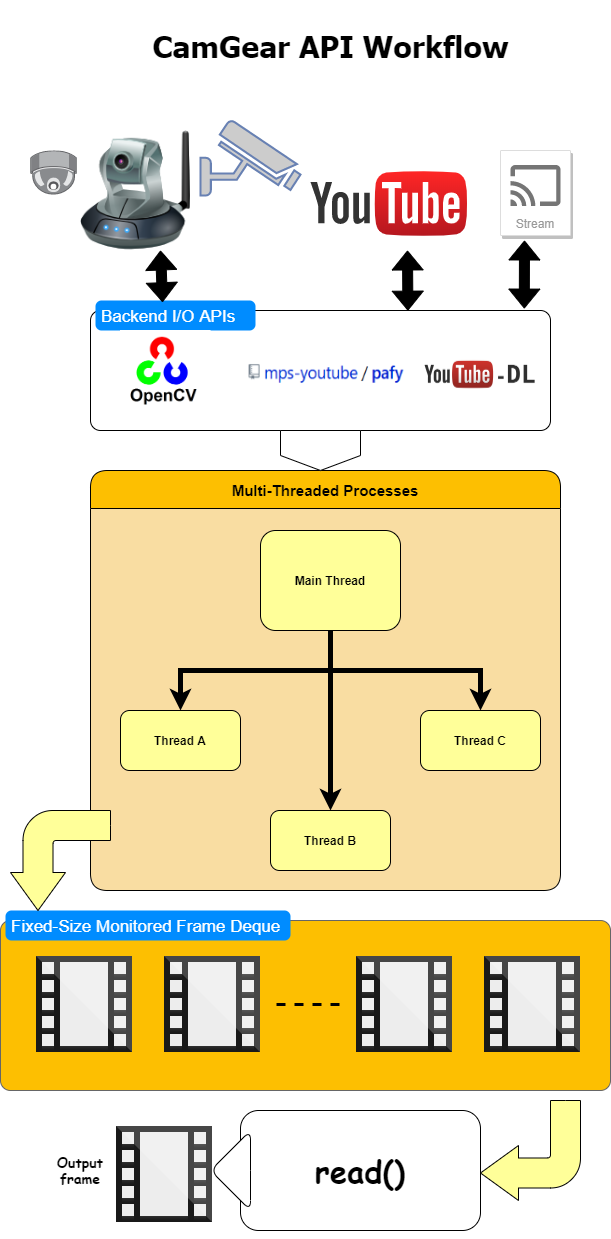 CamGear API Workflow
YouTube
Stream
Backend I/O APIs
OpenCV
mps-youtube / pafy
YouTube -DL
Multi-Threaded Processes
Main Thread
Thread A
Thread C
Thread B
Fixed-Size Monitored Frame Deque
Output
frame
read()